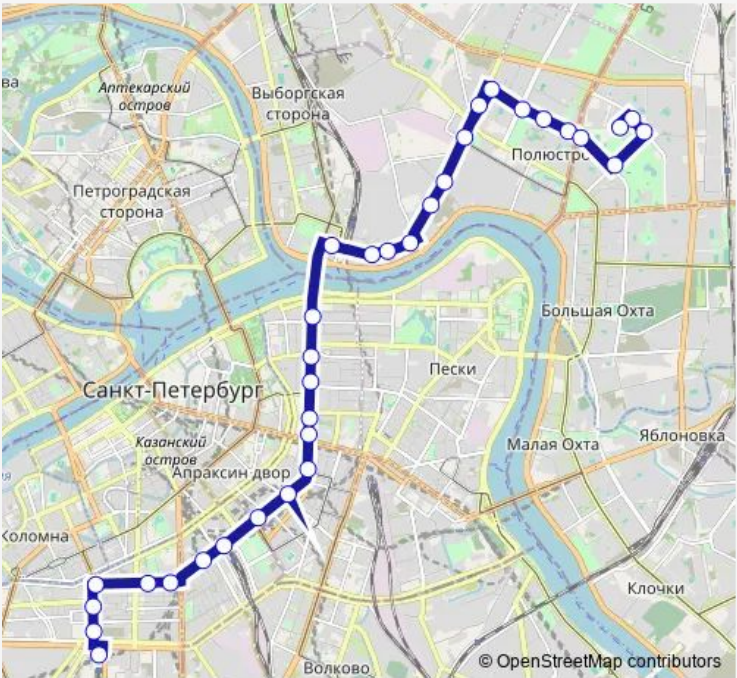 ва
Аптекарский
остров
Выборгская
сторона
Полюстро
Петроградская
сторона
Большая Охта
Пески
Санкт-Петербург
Казанский
остров
Апраксин двор
Малая Охта
Яблоновка
Коломна
Клочки
Волково
© OpenStreetMap contributors